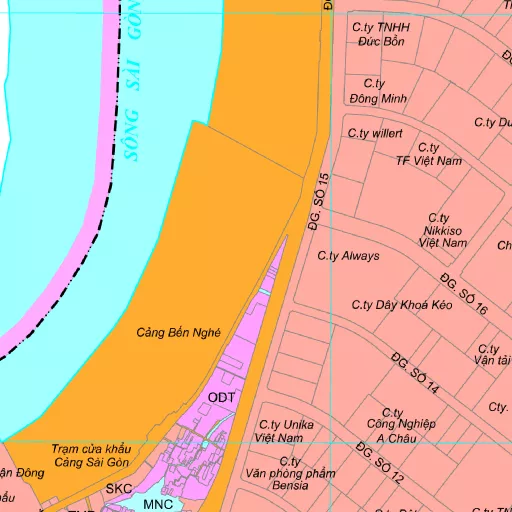 SÔNG SÀI GÒN
C.ty TNHH
Đức Bổn
C.ty
Đông Minh
C.ty willert
C.ty
TF Việt Nam
ĐG. SỐ 15
C.ty
Nikkiso
Việt Nam
C.ty Always
ĐG. SỐ 16
C.ty Dây Khoá Kéo
Cảng Bến Nghé
C.ty
Vận tải
ĐG. SỐ 14
ODT
Cty.
C.ty
Công Nghiệp
A Châu
C.ty Unika
Việt Nam
Trạm cửa khẩu
Cảng Sài Gòn
ĐG. SỐ 12
C.ty
Văn phòng phẩm
Bensia
SKC
MNC